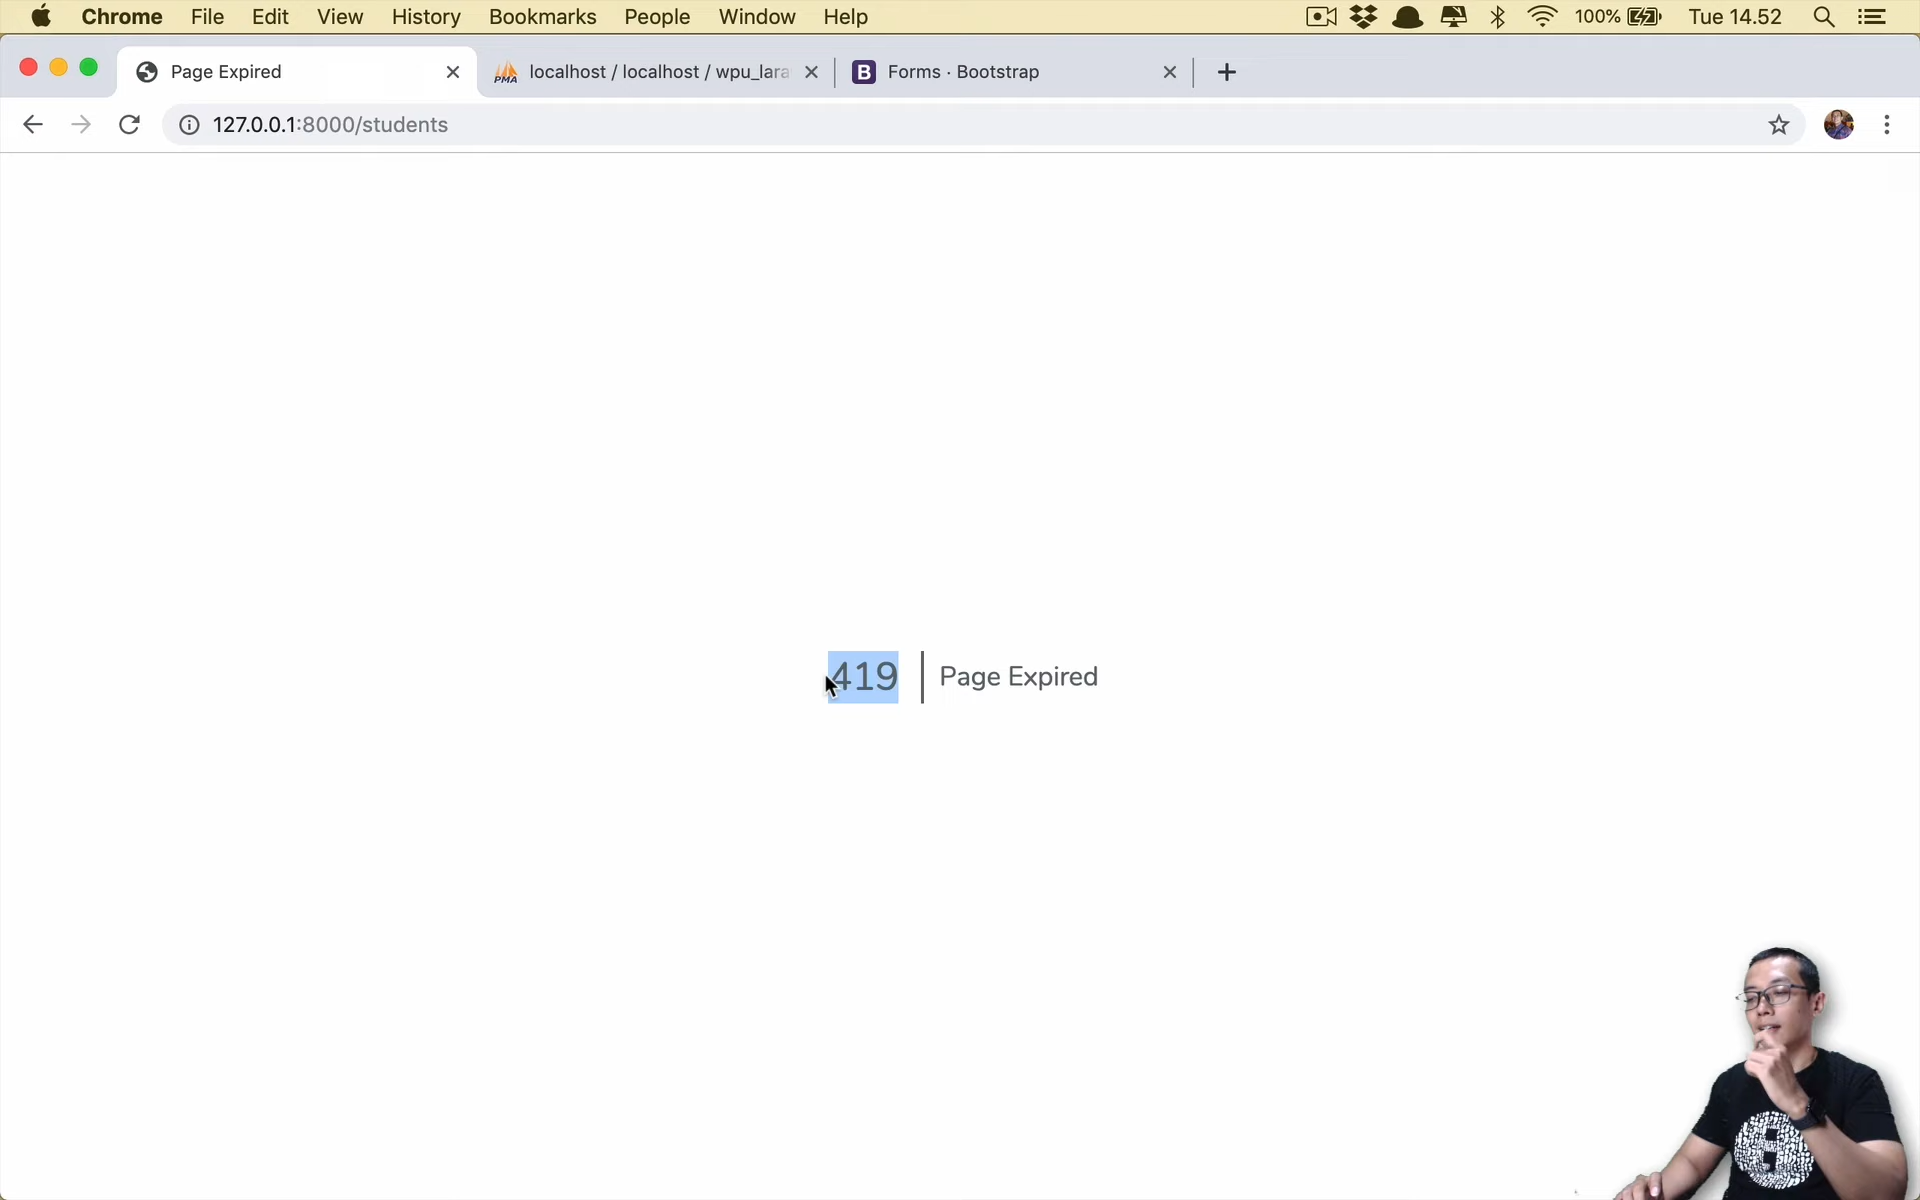 Chrome File Edit View History Bookmarks People Window Help 100% Tue 14.52
Page Expired
PMA localhost / localhost / wpu_lara
B Forms · Bootstrap
127.0.0.1:8000/students
419 Page Expired